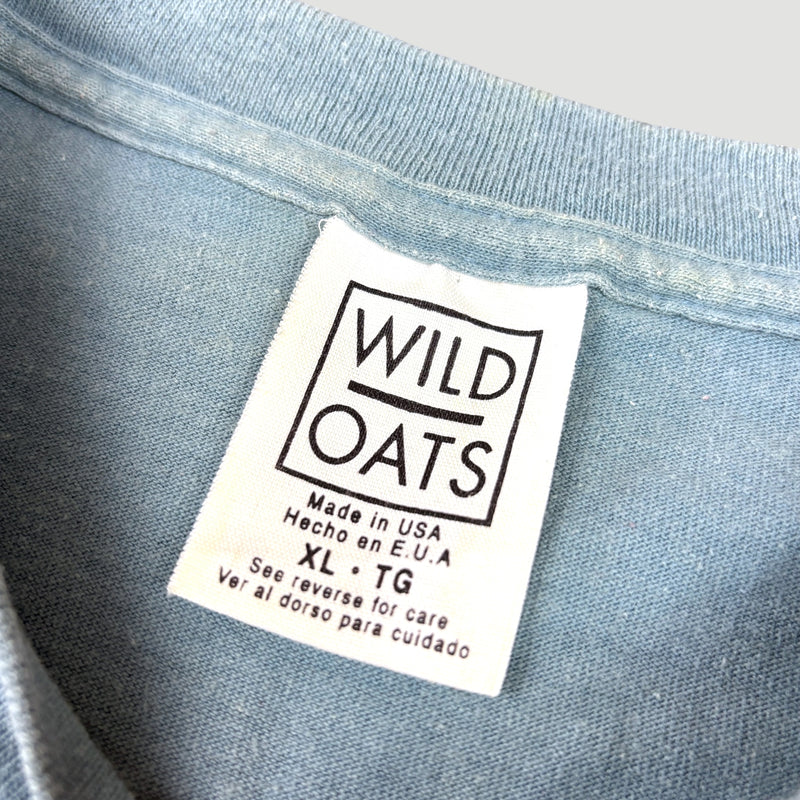 WILD
OATS
Made in USA
Hecho en E.U.A
XL • TG
See reverse for care
Ver al dorso para cuidado